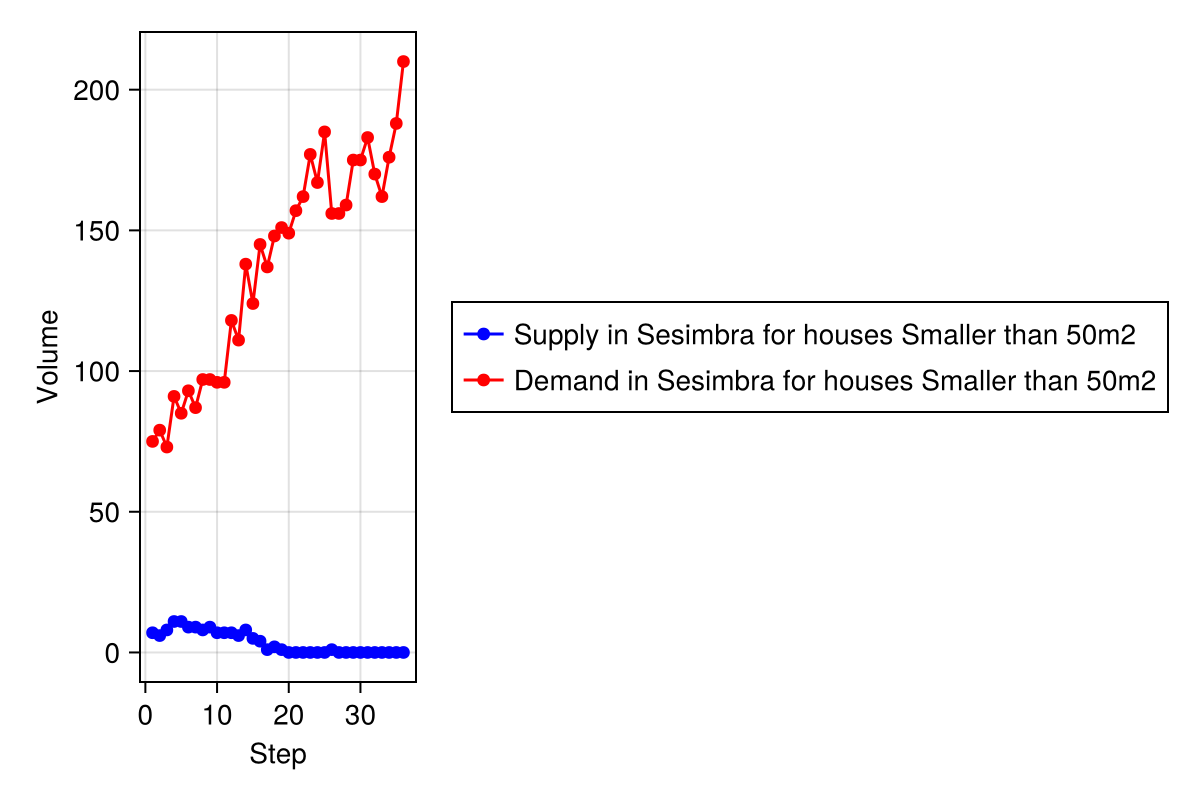 200
150
100
50
0
Volume
0 10 20 30
Step
Supply in Sesimbra for houses Smaller than 50m2
Demand in Sesimbra for houses Smaller than 50m2